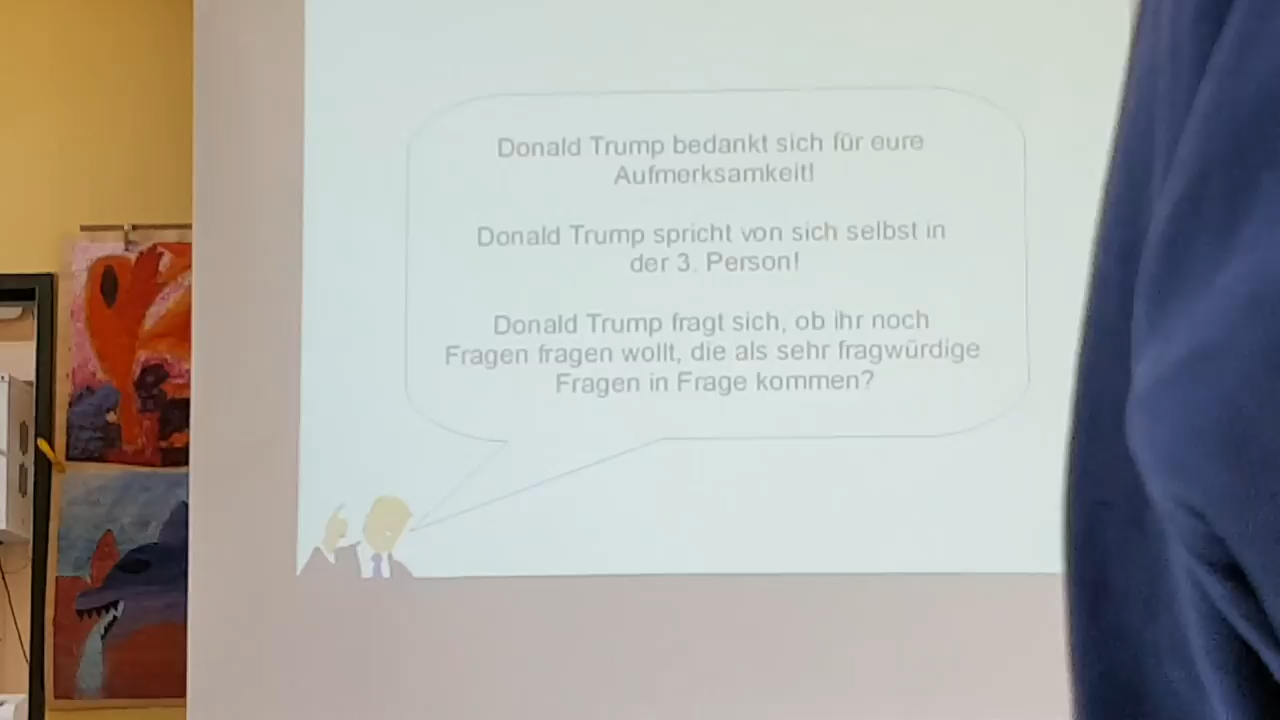 Donald Trump bedankt sich für eure
Aufmerksamkeit!
Donald Trump spricht von sich selbst in
der 3. Person!
Donald Trump fragt sich, ob ihr noch
Fragen fragen wollt, die als sehr fragwürdige
Fragen in Frage kommen?